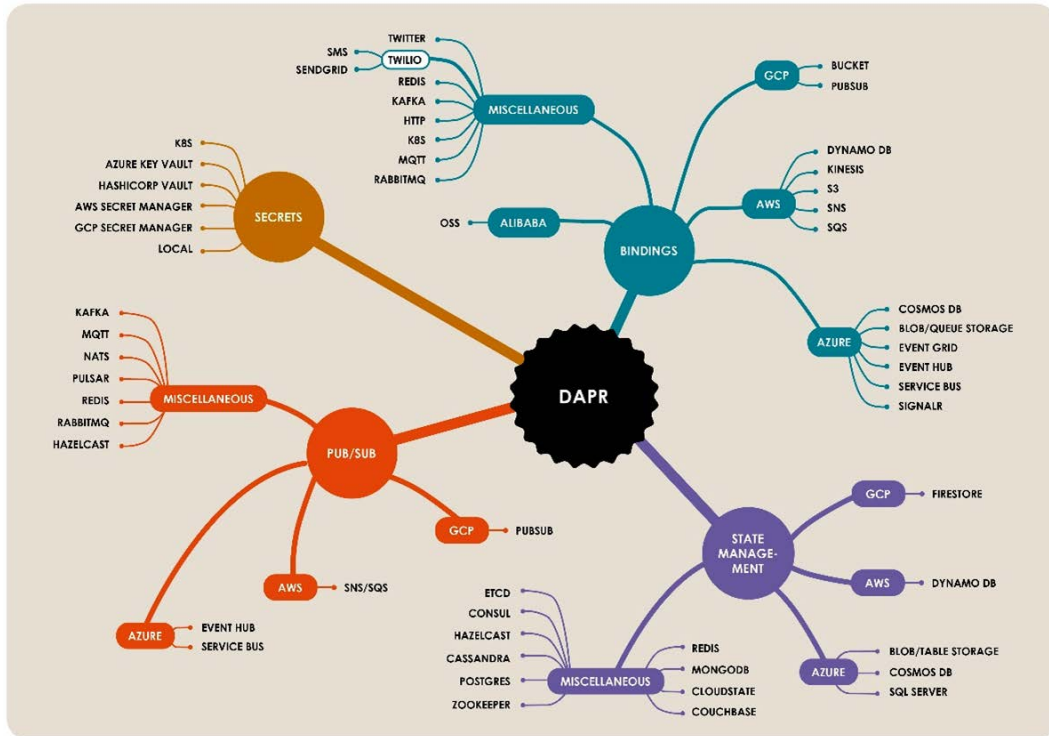 TWITTER
SMS
TWILIO
SENDGRID
REDIS
KAFKA
MISCELLANEOUS
HTTP
K8S
MQTT
RABBITMQ
GCP
BUCKET
PUBSUB
DYNAMO DB
KINESIS
S3
AWS
SNS
SQS
OSS
ALIBABA
BINDINGS
COSMOS DB
BLOB/QUEUE STORAGE
EVENT GRID
AZURE
EVENT HUB
SERVICE BUS
SIGNALR
K8S
AZURE KEY VAULT
HASHICORP VAULT
AWS SECRET MANAGER
GCP SECRET MANAGER
LOCAL
SECRETS
DAPR
KAFKA
MQTT
NATS
PULSAR
REDIS
RABBITMQ
HAZELCAST
MISCELLANEOUS
PUB/SUB
GCP
PUBSUB
AWS
SNS/SQS
AZURE
EVENT HUB
SERVICE BUS
STATE
MANAGE-
MENT
GCP
FIRESTORE
AWS
DYNAMO DB
AZURE
BLOB/TABLE STORAGE
COSMOS DB
SQL SERVER
ETCD
CONSUL
HAZELCAST
CASSANDRA
POSTGRES
ZOOKEEPER
MISCELLANEOUS
REDIS
MONGODB
CLOUDSTATE
COUCHBASE